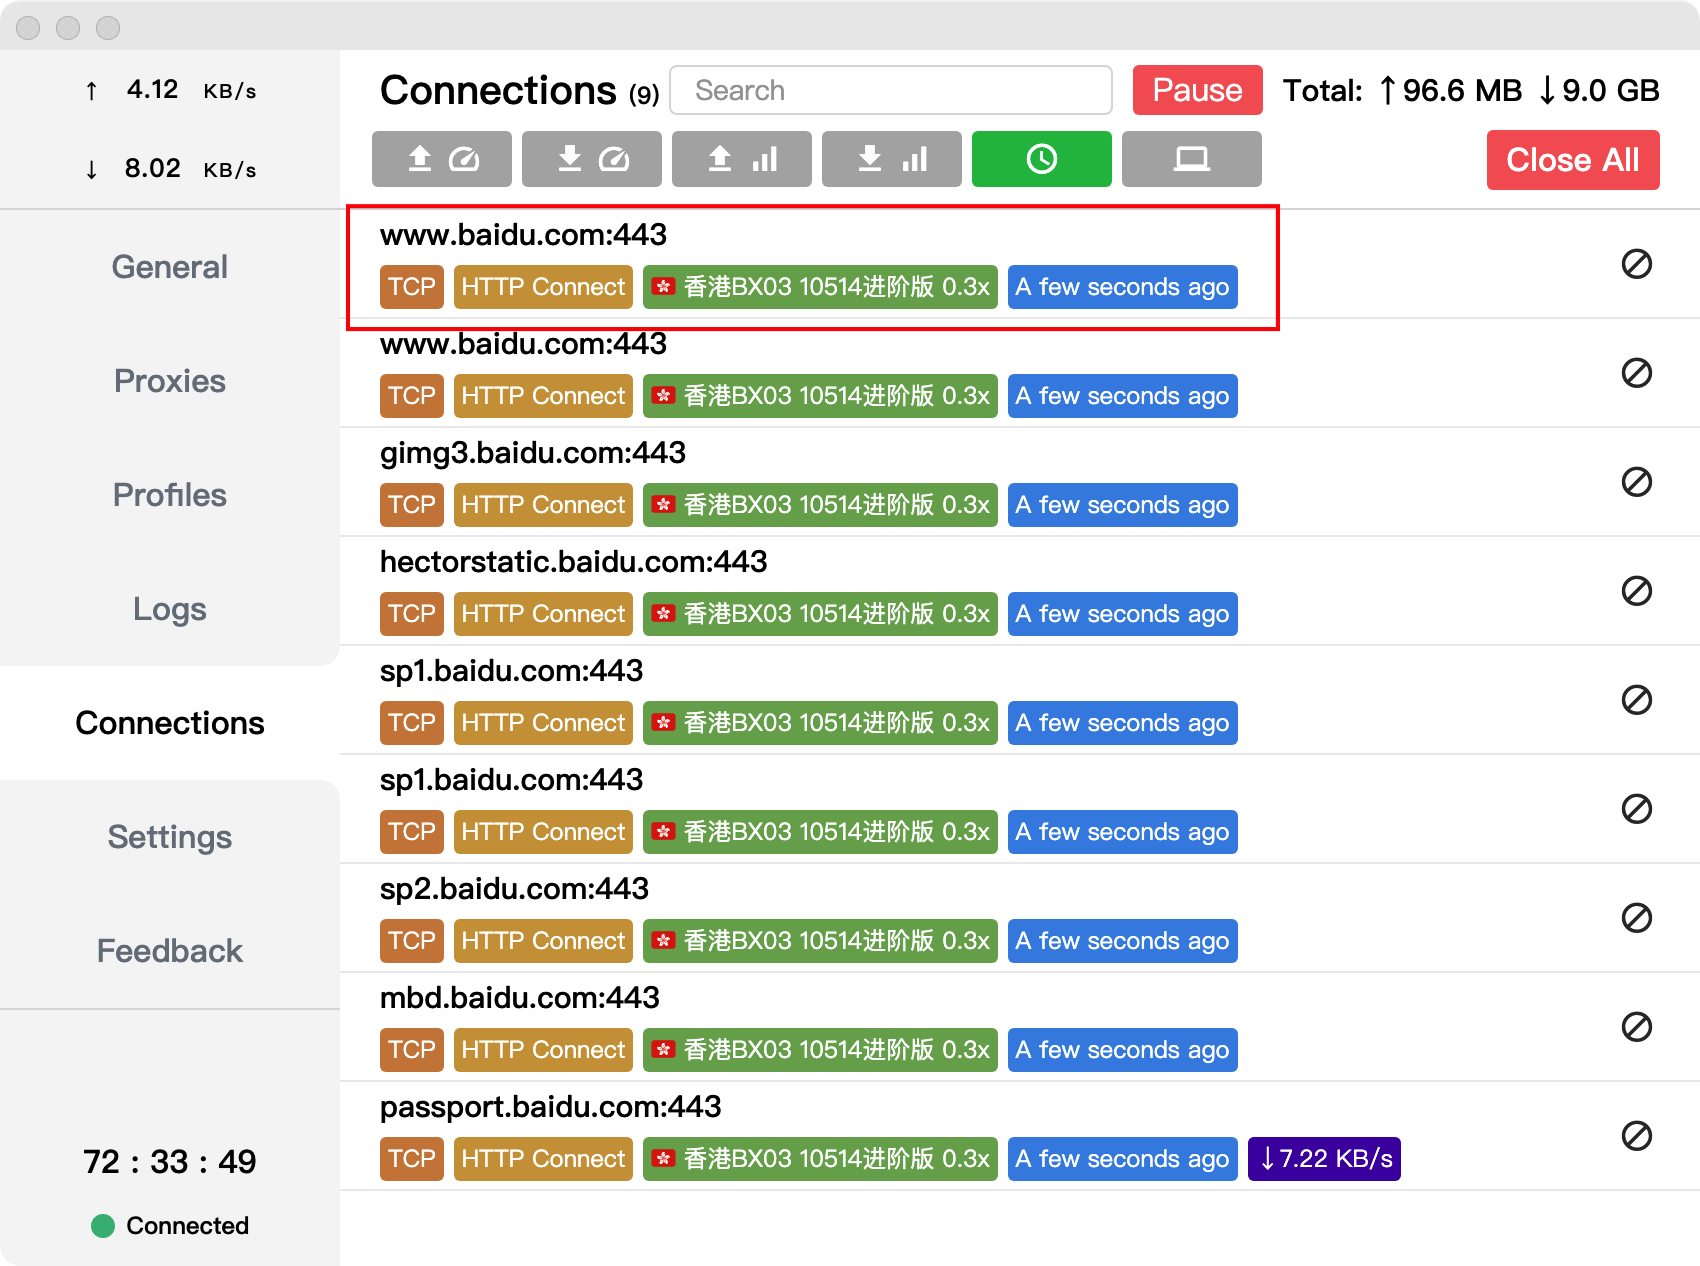 ↑ 4.12 KB/s
↓ 8.02 KB/s
General
Proxies
Profiles
Logs
Connections
Settings
Feedback
72 : 33 : 49
Connected
Connections (9) Search Pause Total: ↑96.6 MB ↓9.0 GB
Close All
www.baidu.com:443
TCP HTTP Connect 🇭🇰 香港BX03 10514进阶版 0.3x A few seconds ago
www.baidu.com:443
TCP HTTP Connect 🇭🇰 香港BX03 10514进阶版 0.3x A few seconds ago
gimg3.baidu.com:443
TCP HTTP Connect 🇭🇰 香港BX03 10514进阶版 0.3x A few seconds ago
hectorstatic.baidu.com:443
TCP HTTP Connect 🇭🇰 香港BX03 10514进阶版 0.3x A few seconds ago
sp1.baidu.com:443
TCP HTTP Connect 🇭🇰 香港BX03 10514进阶版 0.3x A few seconds ago
sp1.baidu.com:443
TCP HTTP Connect 🇭🇰 香港BX03 10514进阶版 0.3x A few seconds ago
sp2.baidu.com:443
TCP HTTP Connect 🇭🇰 香港BX03 10514进阶版 0.3x A few seconds ago
mbd.baidu.com:443
TCP HTTP Connect 🇭🇰 香港BX03 10514进阶版 0.3x A few seconds ago
passport.baidu.com:443
TCP HTTP Connect 🇭🇰 香港BX03 10514进阶版 0.3x A few seconds ago ↓7.22 KB/s